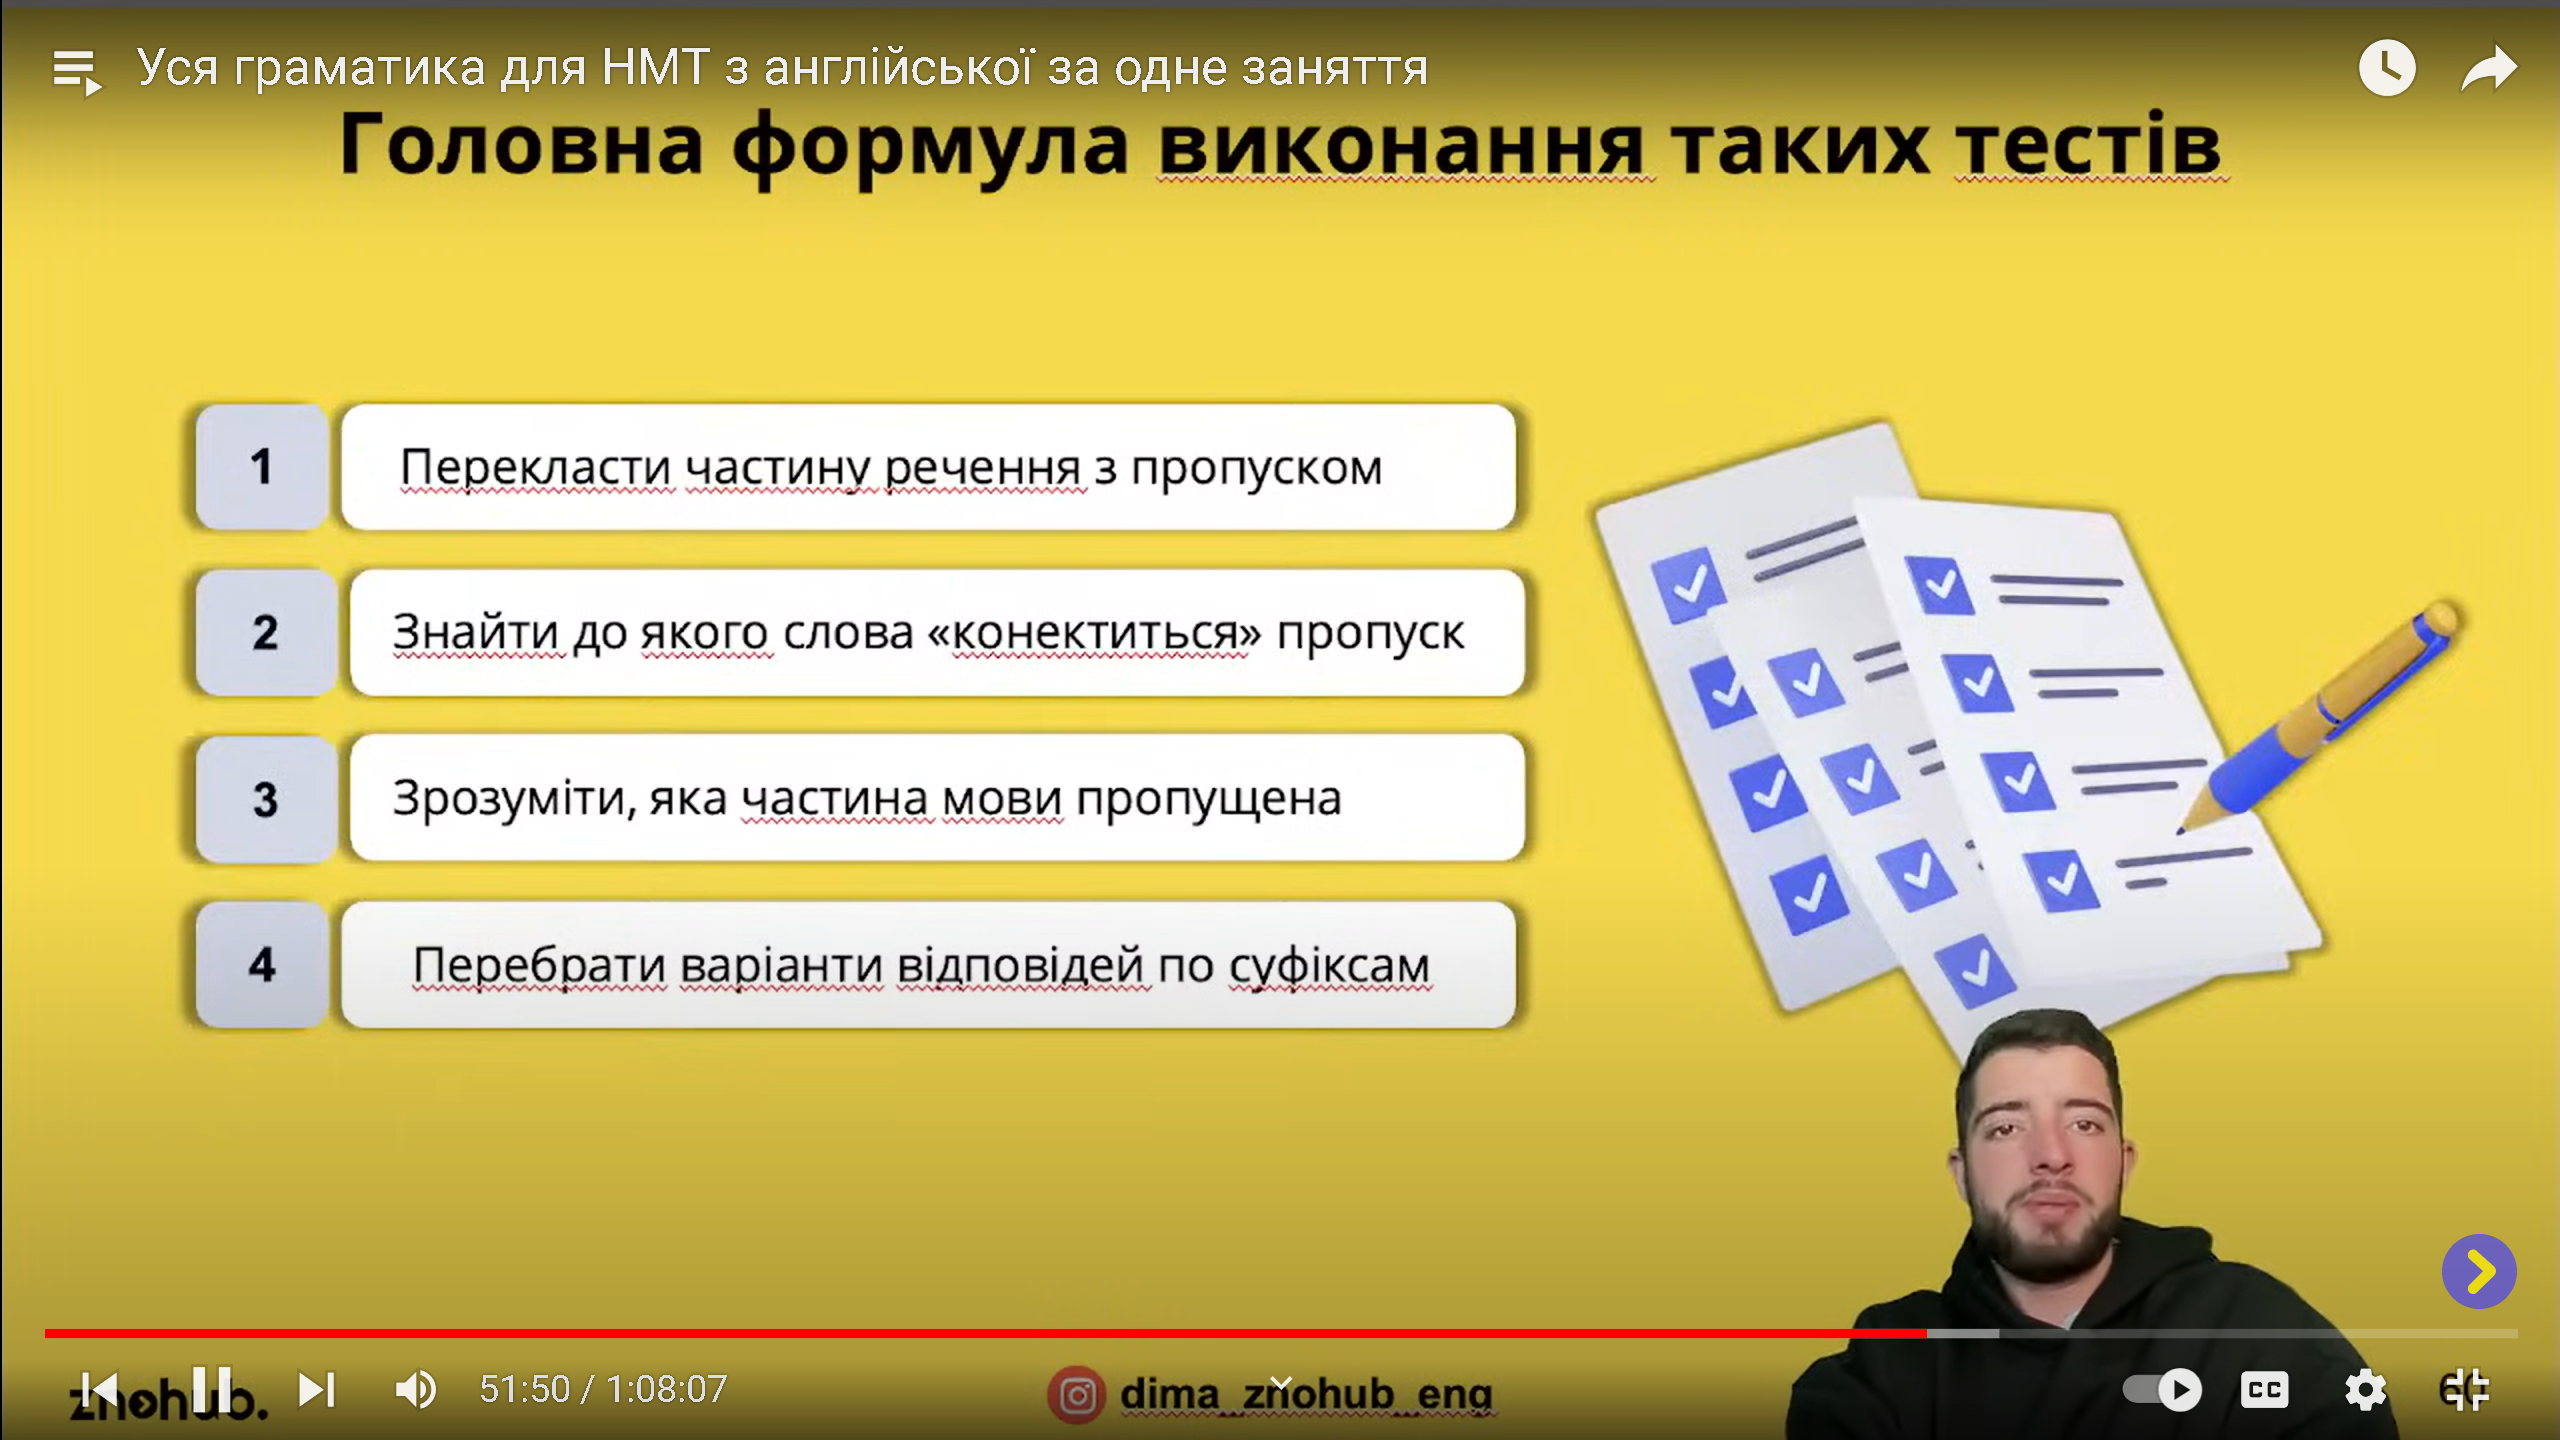 Уся граматика для НМТ з англійської за одне заняття
Головна формула виконання таких тестів
1 Перекласти частину речення з пропуском
2 Знайти до якого слова «конектиться» пропуск
3 Зрозуміти, яка частина мови пропущена
4 Перебрати варіанти відповідей по суфіксам
znohub.
51:50 / 1:08:07
dima_znohub_eng
CC